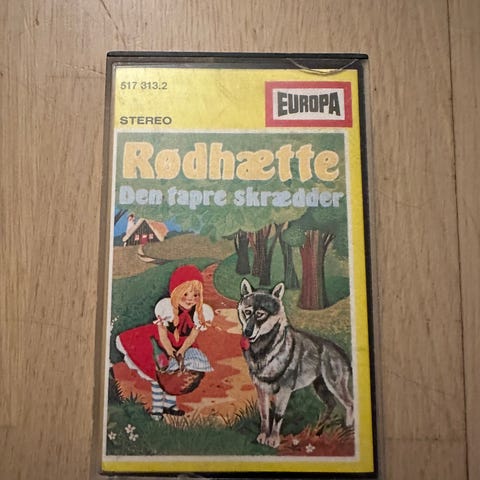 517 313.2
EUROPA
STEREO
Rødhætte
Den tapre skrædder